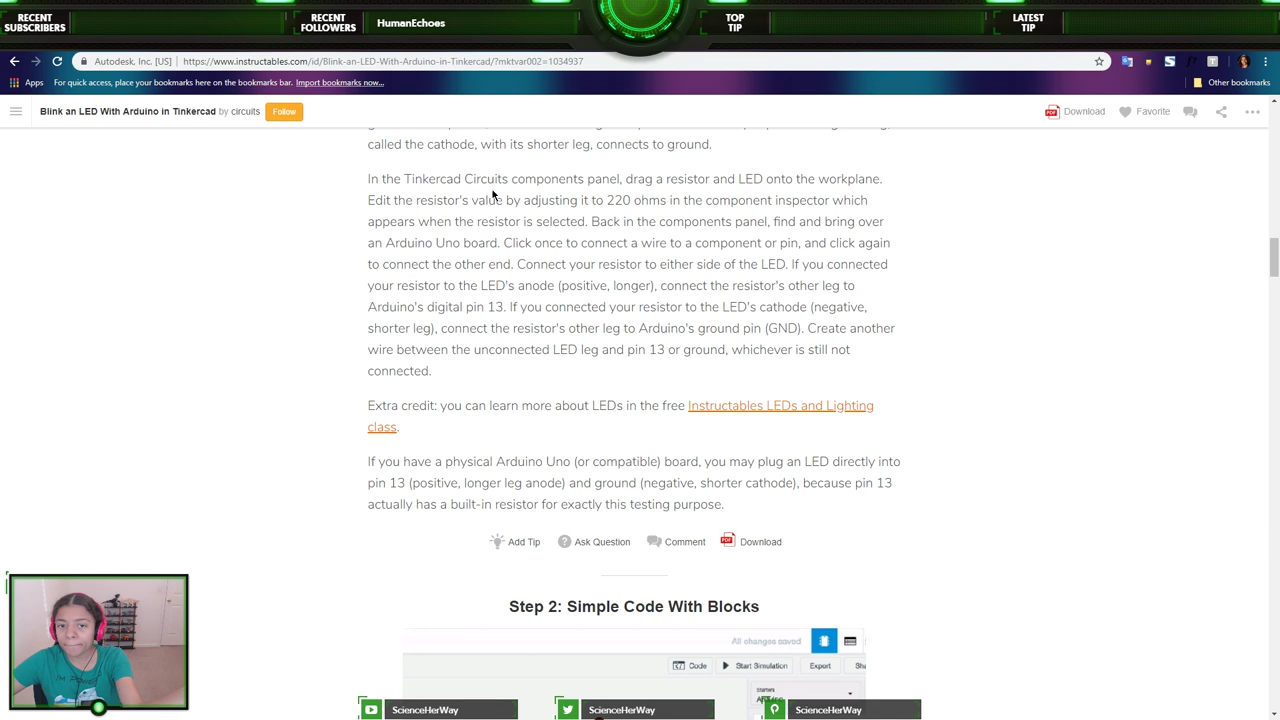 RECENT SUBSCRIBERS
RECENT FOLLOWERS
HumanEchoes
TOP TIP
LATEST TIP
Autodesk, Inc. [US] https://www.instructables.com/id/Blink-an-LED-With-Arduino-in-Tinkercad/?mktvar002=1034937
Apps For quick access, place your bookmarks here on the bookmarks bar. Import bookmarks now... Other bookmarks
Blink an LED With Arduino in Tinkercad by circuits Follow Download Favorite
called the cathode, with its shorter leg, connects to ground.
In the Tinkercad Circuits components panel, drag a resistor and LED onto the workplane.
Edit the resistor's value by adjusting it to 220 ohms in the component inspector which
appears when the resistor is selected. Back in the components panel, find and bring over
an Arduino Uno board. Click once to connect a wire to a component or pin, and click again
to connect the other end. Connect your resistor to either side of the LED. If you connected
your resistor to the LED's anode (positive, longer), connect the resistor's other leg to
Arduino's digital pin 13. If you connected your resistor to the LED's cathode (negative,
shorter leg), connect the resistor's other leg to Arduino's ground pin (GND). Create another
wire between the unconnected LED leg and pin 13 or ground, whichever is still not
connected.
Extra credit: you can learn more about LEDs in the free Instructables LEDs and Lighting
class.
If you have a physical Arduino Uno (or compatible) board, you may plug an LED directly into
pin 13 (positive, longer leg anode) and ground (negative, shorter cathode), because pin 13
actually has a built-in resistor for exactly this testing purpose.
Add Tip Ask Question Comment PDF Download
Step 2: Simple Code With Blocks
All changes saved
Code Start Simulation Export
ScienceHerWay ScienceHerWay ScienceHerWay